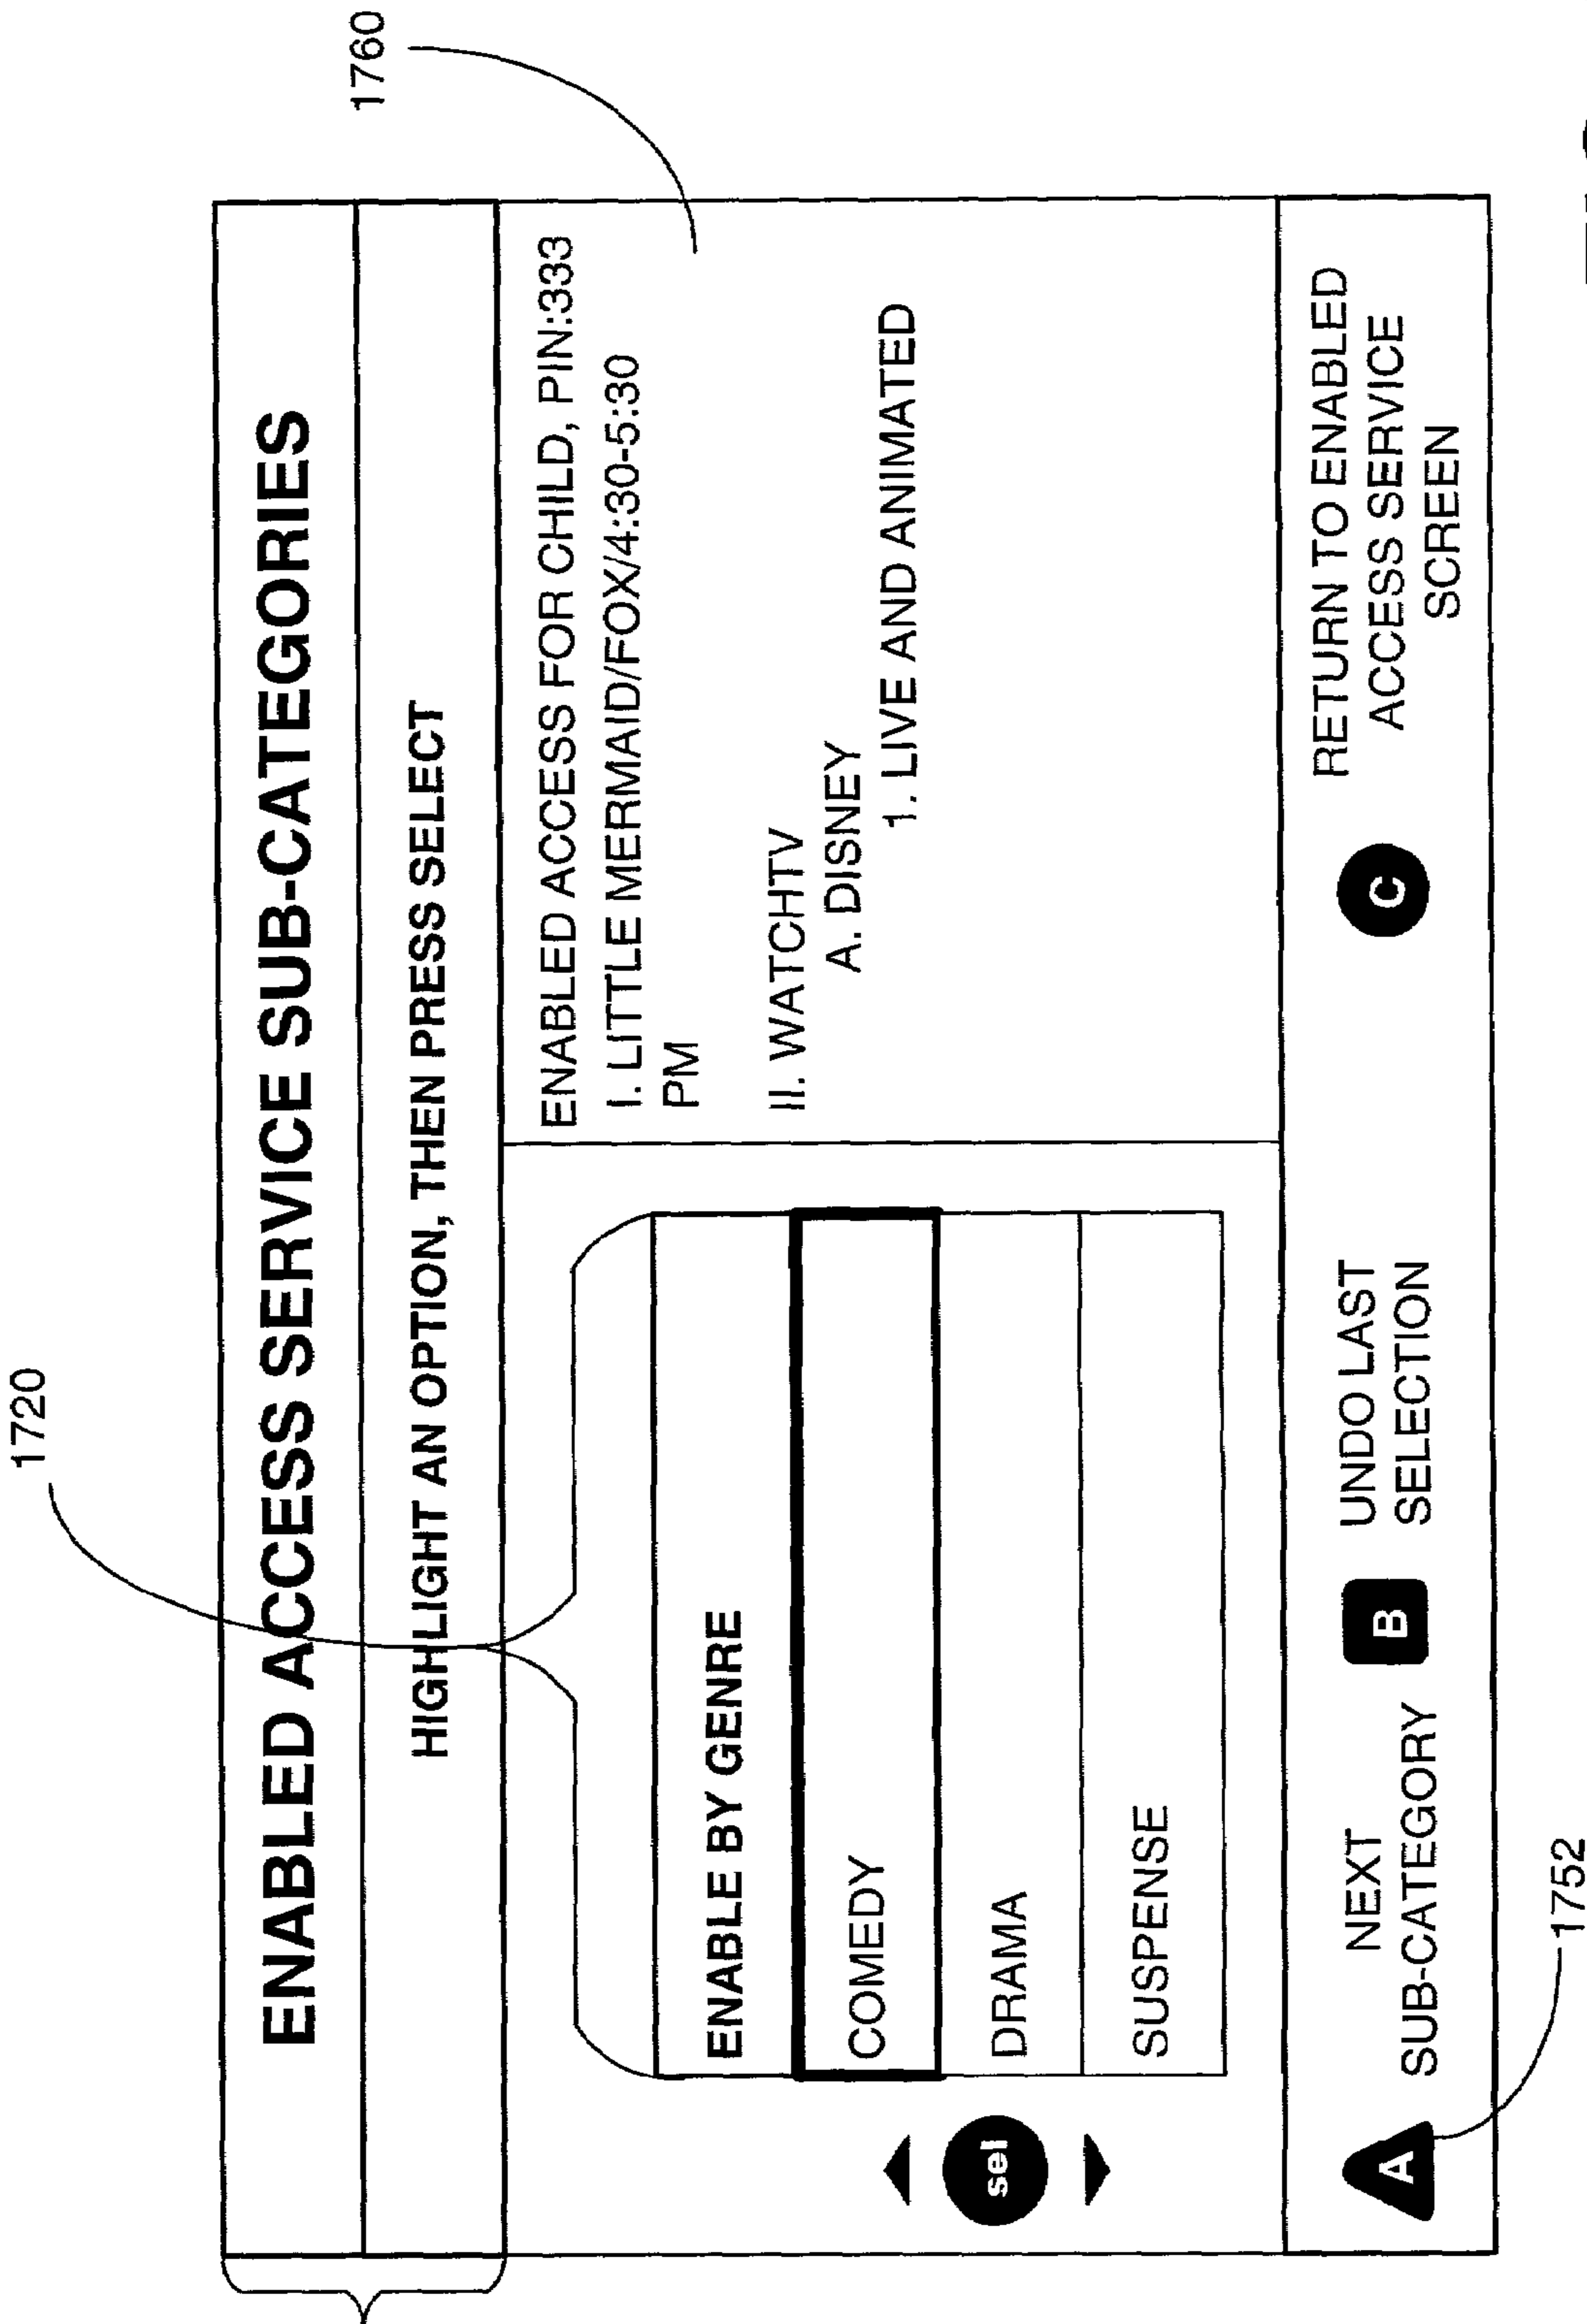 1720
1760
ENABLED ACCESS SERVICE SUB-CATEGORIES
HIGHLIGHT AN OPTION, THEN PRESS SELECT
ENABLE BY GENRE
COMEDY
DRAMA
SUSPENSE
sel
ENABLED ACCESS FOR CHILD, PIN:333
I. LITTLE MERMAID/FOX/4:30-5:30
PM
II. WATCHTV
A. DISNEY
1. LIVE AND ANIMATED
A
NEXT
SUB-CATEGORY
B
UNDO LAST
SELECTION
C
RETURN TO ENABLED
ACCESS SERVICE
SCREEN
1752